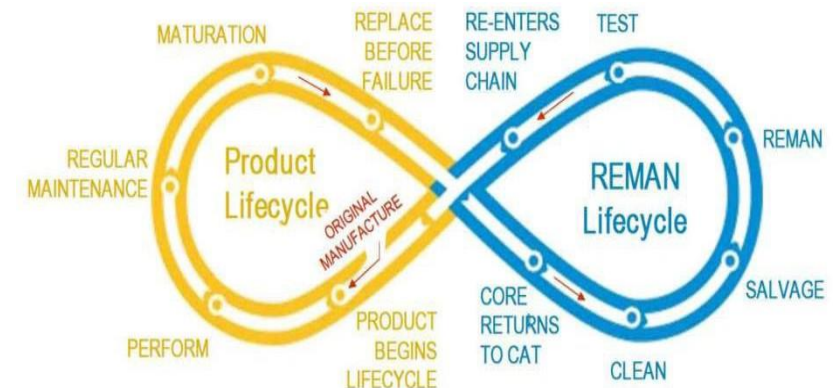 MATURATION
REPLACE
BEFORE
FAILURE
RE-ENTERS
SUPPLY
CHAIN
TEST
REGULAR
MAINTENANCE
Product
Lifecycle
ORIGINAL
MANUFACTURE
REMAN
Lifecycle
REMAN
PERFORM
PRODUCT
BEGINS
LIFECYCLE
CORE
RETURNS
TO CAT
CLEAN
SALVAGE